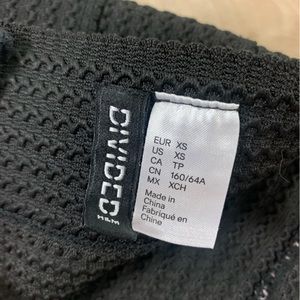 DIVIDED
H&M
EUR XS
US XS
CA TP
CN 160/64A
MX XCH
Made in
China
Fabriqué en
Chine